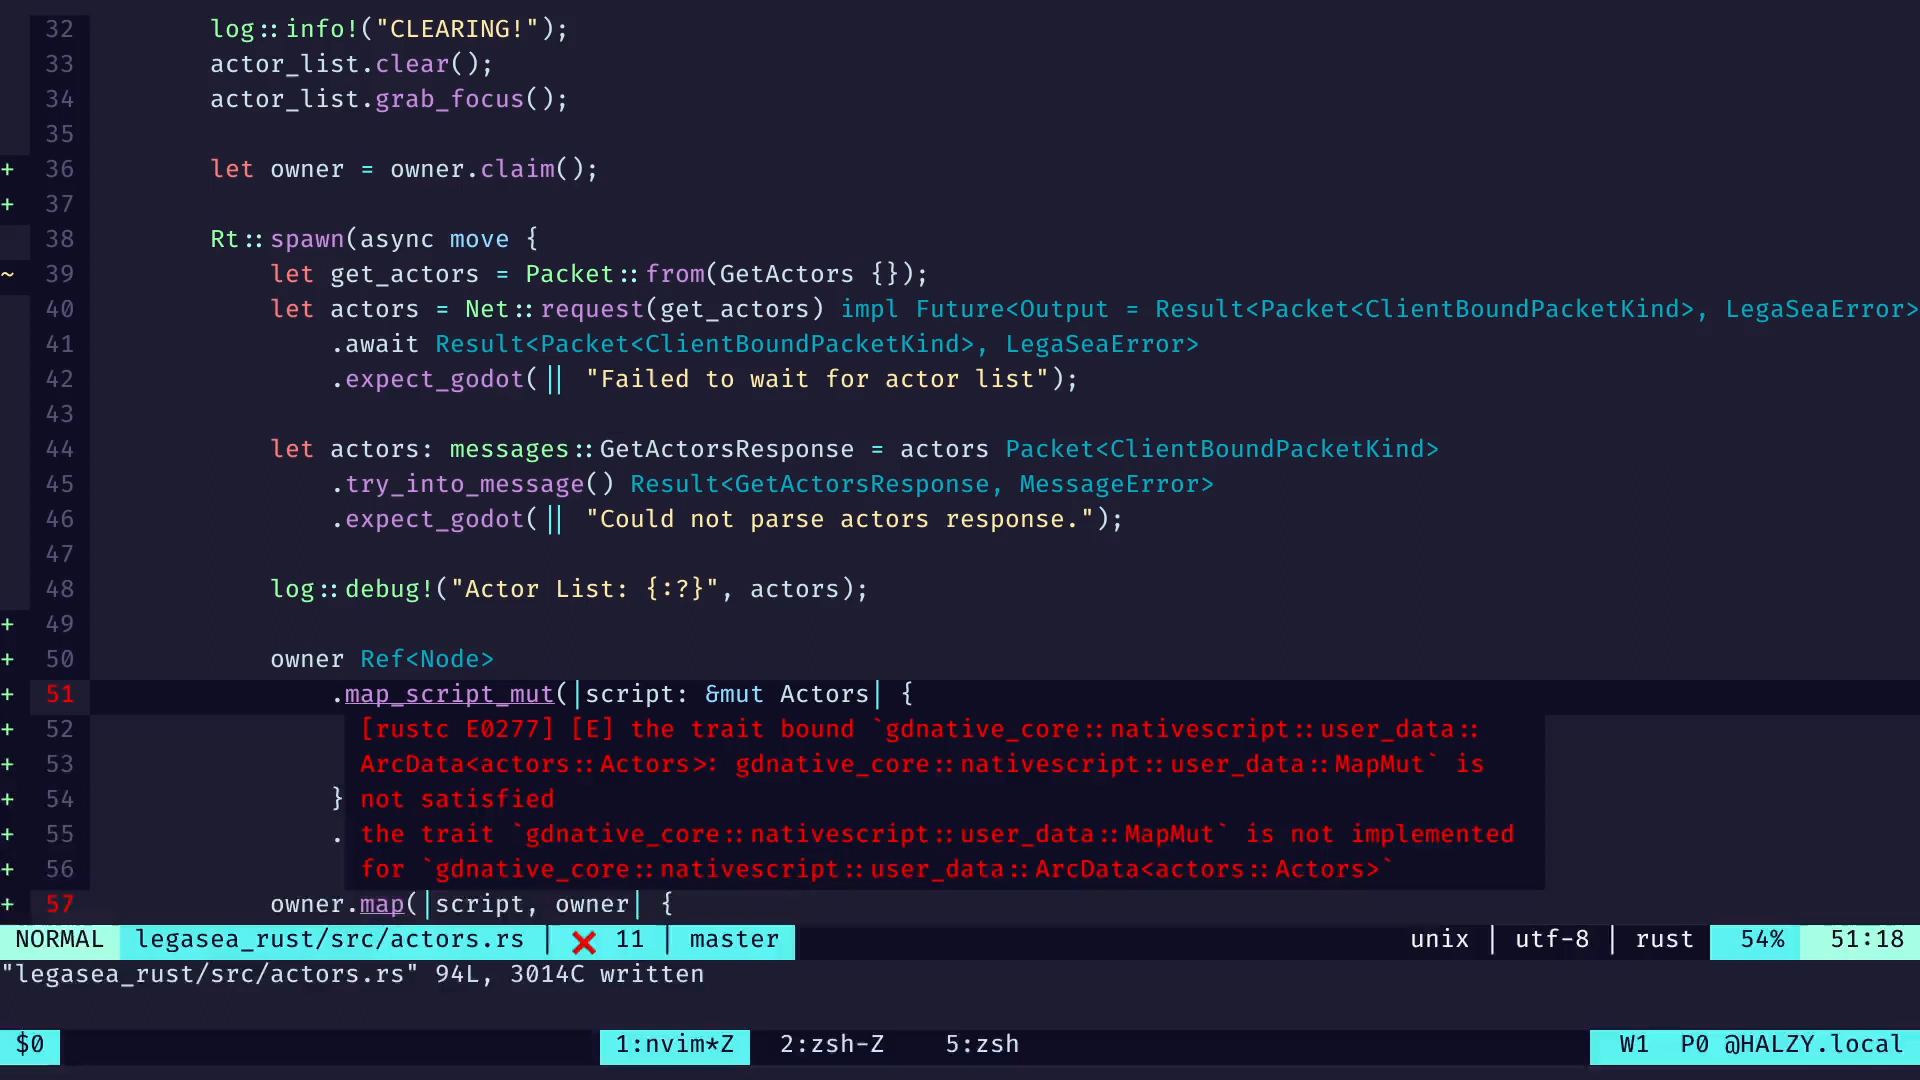 32 log::info!("CLEARING!");
33 actor_list.clear();
34 actor_list.grab_focus();
35
+ 36 let owner = owner.claim();
+ 37
38 Rt::spawn(async move {
~ 39 let get_actors = Packet::from(GetActors {});
40 let actors = Net::request(get_actors) impl Future<Output = Result<Packet<ClientBoundPacketKind>, LegaSeaError>
41 .await Result<Packet<ClientBoundPacketKind>, LegaSeaError>
42 .expect_godot(|| "Failed to wait for actor list");
43
44 let actors: messages::GetActorsResponse = actors Packet<ClientBoundPacketKind>
45 .try_into_message() Result<GetActorsResponse, MessageError>
46 .expect_godot(|| "Could not parse actors response.");
47
48 log::debug!("Actor List: {:?}", actors);
+ 49
+ 50 owner Ref<Node>
+ 51 .map_script_mut(|script: &mut Actors| {
+ 52 [rustc E0277] [E] the trait bound `gdnative_core::nativescript::user_data::
+ 53 ArcData<actors::Actors>: gdnative_core::nativescript::user_data::MapMut` is
+ 54 } not satisfied
+ 55 . the trait `gdnative_core::nativescript::user_data::MapMut` is not implemented
+ 56 for `gdnative_core::nativescript::user_data::ArcData<actors::Actors>`
+ 57 owner.map(|script, owner| {
NORMAL legasea_rust/src/actors.rs | ❌ 11 | master unix | utf-8 | rust 54% 51:18
"legasea_rust/src/actors.rs" 94L, 3014C written
$0 1:nvim*Z 2:zsh-Z 5:zsh W1 P0 @HALZY.local